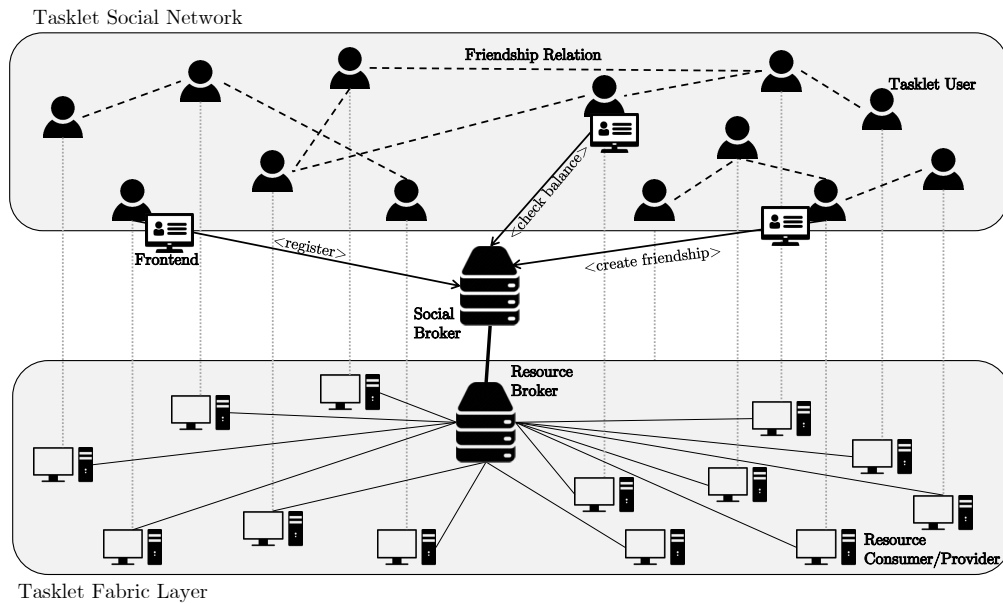 Tasklet Social Network
Friendship Relation
Tasklet User
<check balance>
<register>
<create friendship>
Frontend
Social
Broker
Resource
Broker
Resource
Consumer/Provider
Tasklet Fabric Layer